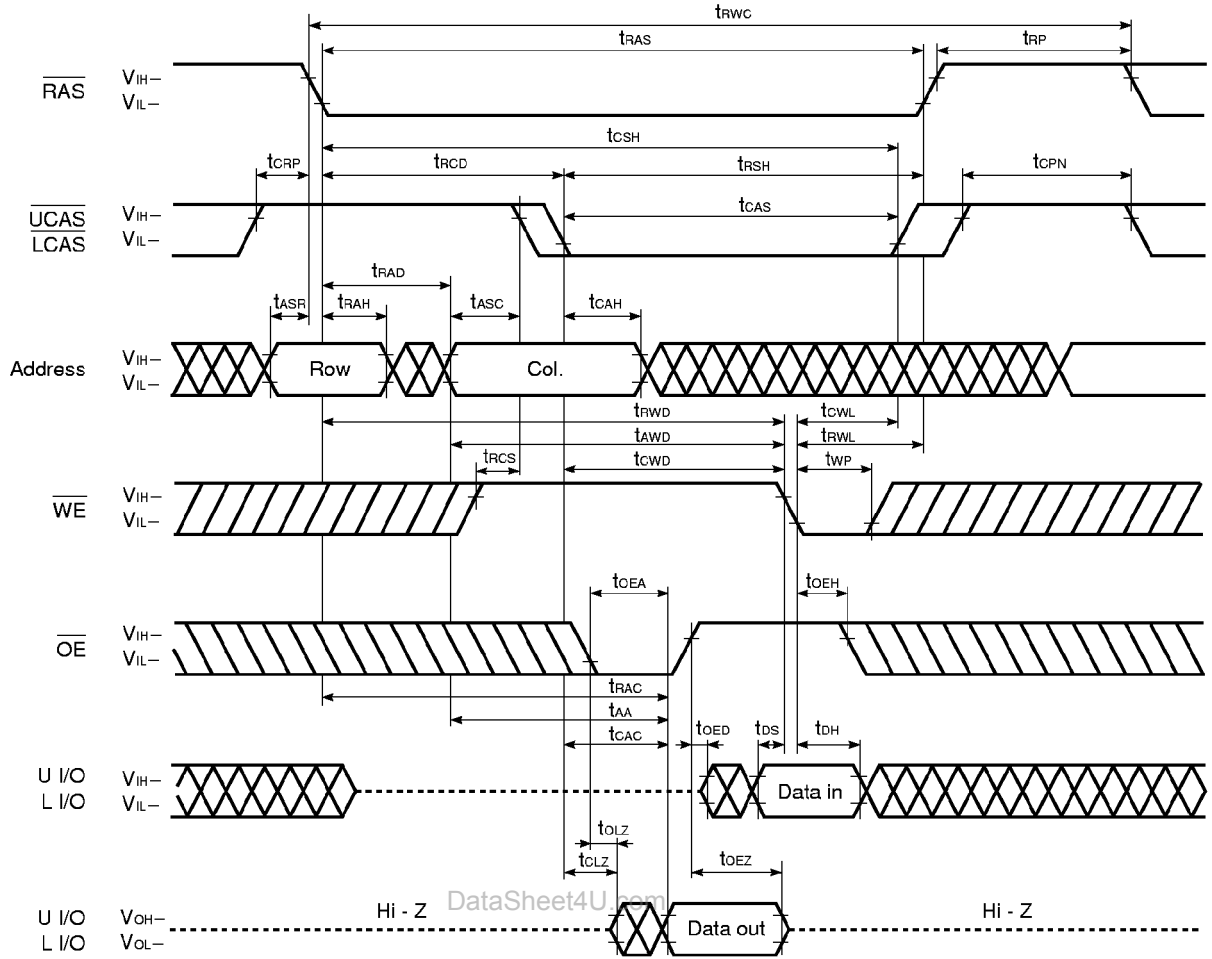 tRWC
tRAS tRP
RAS VIH–
VIL–
tCSH
tCRP tRCD tRSH tCPN
UCAS VIH–
LCAS VIL–
tCAS
tRAD
tASR tRAH tASC tCAH
Address VIH–
VIL–
Row Col.
tRWD tCWL
tAWD tRWL
tRCS tCWD tWP
WE VIH–
VIL–
tOEA tOEH
OE VIH–
VIL–
tRAC
tAA
tCAC tOED tDS tDH
U I/O VIH–
L I/O VIL–
Data in
tOLZ
tCLZ tOEZ
DataSheet4U.com
Hi - Z Hi - Z
U I/O VOH–
L I/O VOL–
Data out